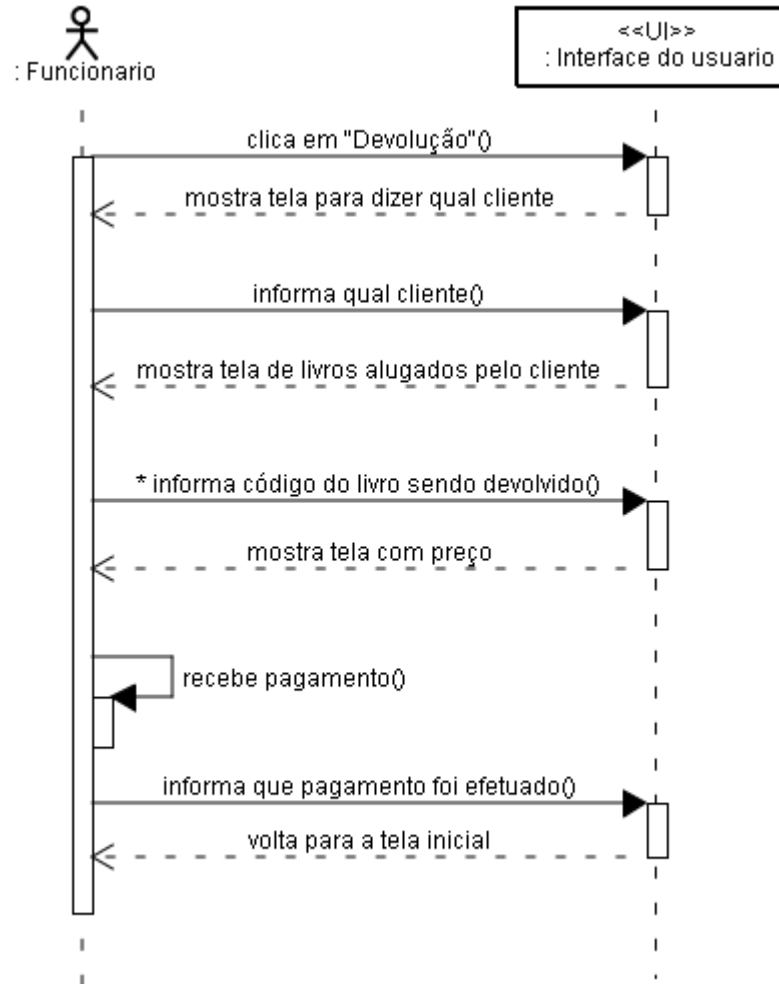 <<UI>>
: Funcionario
: Interface do usuario
clica em "Devolução"()
mostra tela para dizer qual cliente
informa qual cliente()
mostra tela de livros alugados pelo cliente
* informa código do livro sendo devolvido()
mostra tela com preço
recebe pagamento()
informa que pagamento foi efetuado()
volta para a tela inicial